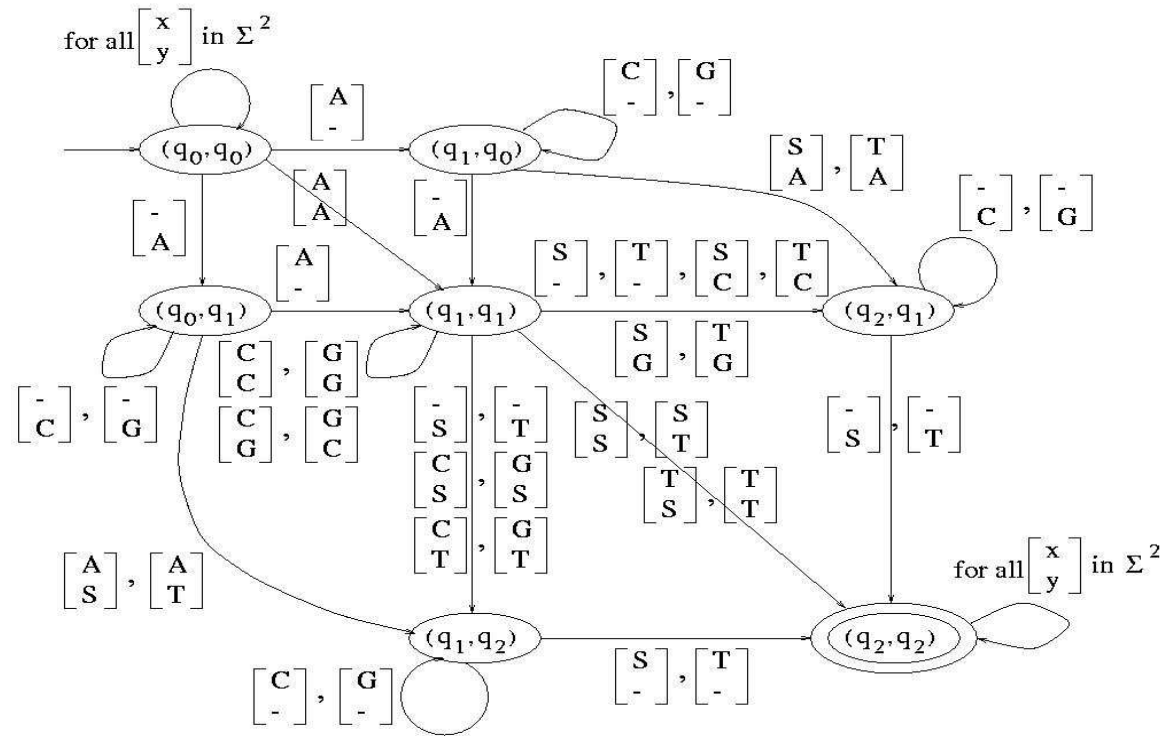 for all [x y] in Σ²
[A -]
[C -] , [G -]
(q₀,q₀)
(q₁,q₀)
[S A] , [T A]
[- A]
[A A]
[- A]
[- C] , [- G]
[A -]
[S -] , [T -] , [S C] , [T C]
(q₀,q₁)
(q₁,q₁)
(q₂,q₁)
[S G] , [T G]
[C C] , [G G]
[- C] , [- G]
[C G] , [G C]
[- S] , [- T]
[S S] , [S T]
[- S] , [- T]
[C S] , [G S]
[T S] , [T T]
[C T] , [G T]
[A S] , [A T]
for all [x y] in Σ²
(q₁,q₂)
(q₂,q₂)
[C -] , [G -]
[S -] , [T -]